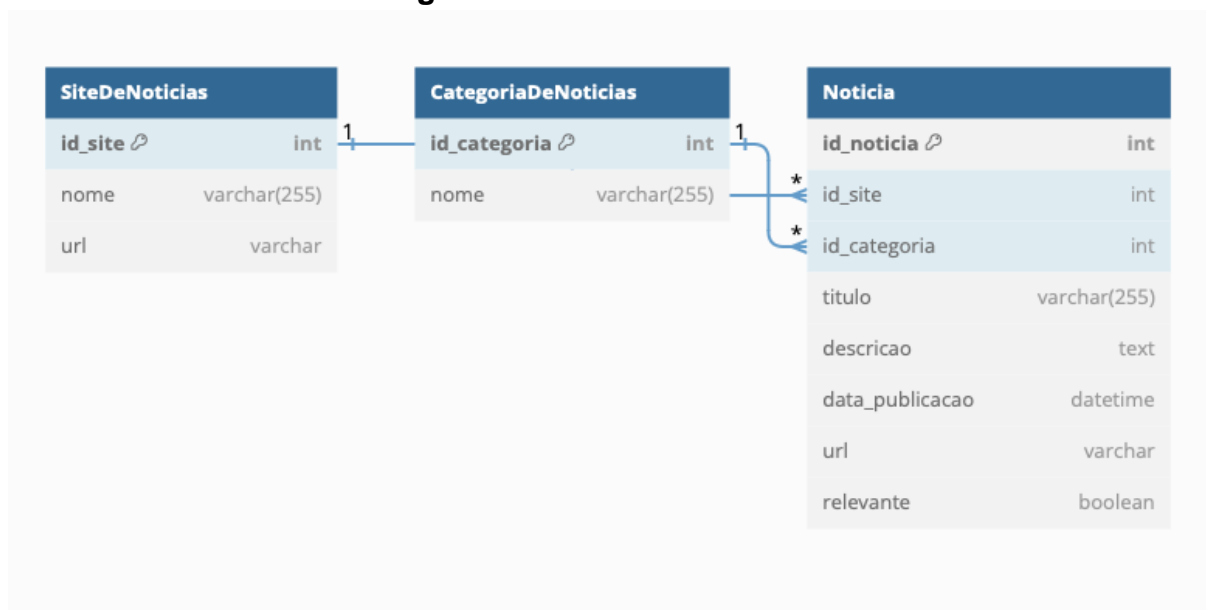 SiteDeNoticias
id_site int
nome varchar(255)
url varchar
1
CategoriaDeNoticias
id_categoria int
nome varchar(255)
1
*
*
Noticia
id_noticia int
id_site int
id_categoria int
titulo varchar(255)
descricao text
data_publicacao datetime
url varchar
relevante boolean